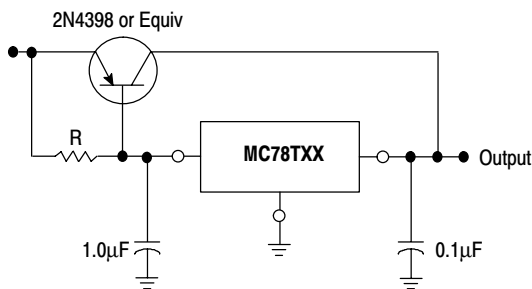 2N4398 or Equiv
R
MC78TXX
Output
1.0µF
0.1µF